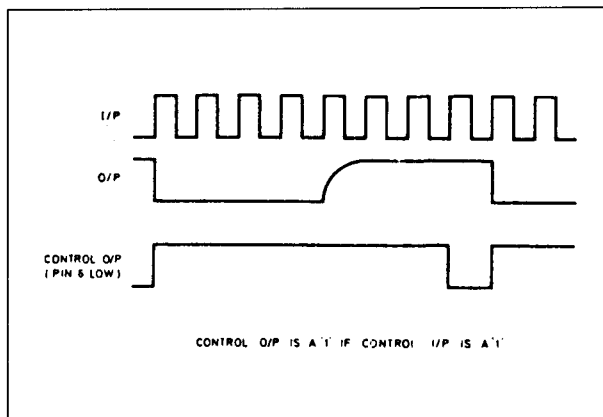 I/P
O/P
CONTROL O/P
( PIN 6 LOW )
CONTROL O/P IS A '1' IF CONTROL I/P IS A '1'